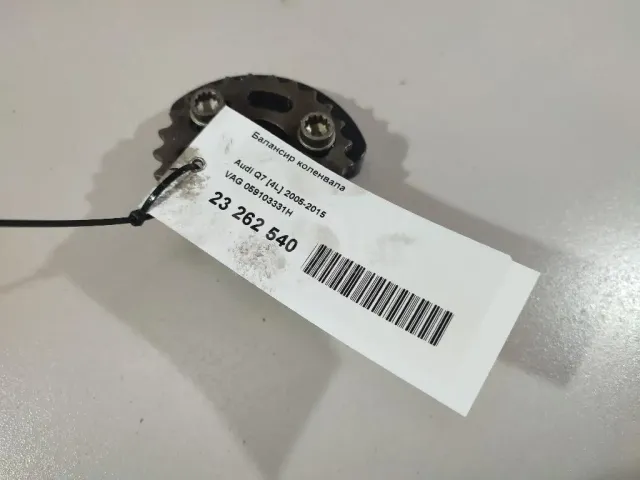 Балансир коленвала
Audi Q7 [4L] 2005-2015
VAG 059103331H
23 262 540